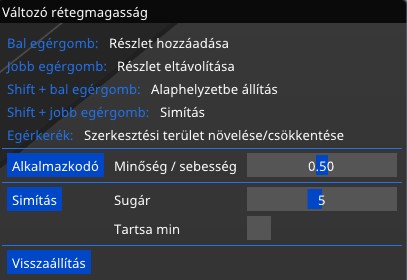 Változó rétegmagasság
Bal egérgomb: Részlet hozzáadása
Jobb egérgomb: Részlet eltávolítása
Shift + bal egérgomb: Alaphelyzetbe állítás
Shift + jobb egérgomb: Simítás
Egérkerék: Szerkesztési terület növelése/csökkentése
Alkalmazkodó Minőség / sebesség 0.50
Simítás Sugár 5
Tartsa min
Visszaállítás